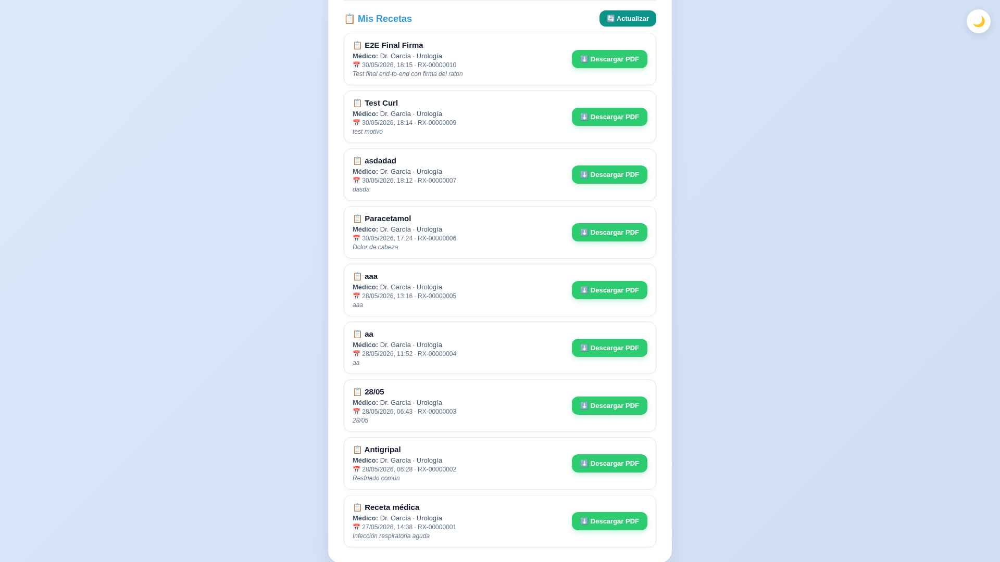 📋 Mis Recetas
🔄 Actualizar
📋 E2E Final Firma
Médico: Dr. García · Urología
📅 30/05/2026, 18:15 · RX-00000010
Test final end-to-end con firma del raton
⬇️ Descargar PDF
📋 Test Curl
Médico: Dr. García · Urología
📅 30/05/2026, 18:14 · RX-00000009
test motivo
⬇️ Descargar PDF
📋 asdadad
Médico: Dr. García · Urología
📅 30/05/2026, 18:12 · RX-00000007
dasda
⬇️ Descargar PDF
📋 Paracetamol
Médico: Dr. García · Urología
📅 30/05/2026, 17:24 · RX-00000006
Dolor de cabeza
⬇️ Descargar PDF
📋 aaa
Médico: Dr. García · Urología
📅 28/05/2026, 13:16 · RX-00000005
aaa
⬇️ Descargar PDF
📋 aa
Médico: Dr. García · Urología
📅 28/05/2026, 11:52 · RX-00000004
aa
⬇️ Descargar PDF
📋 28/05
Médico: Dr. García · Urología
📅 28/05/2026, 06:43 · RX-00000003
28/05
⬇️ Descargar PDF
📋 Antigripal
Médico: Dr. García · Urología
📅 28/05/2026, 06:28 · RX-00000002
Resfriado común
⬇️ Descargar PDF
📋 Receta médica
Médico: Dr. García · Urología
📅 27/05/2026, 14:38 · RX-00000001
Infección respiratoria aguda
⬇️ Descargar PDF